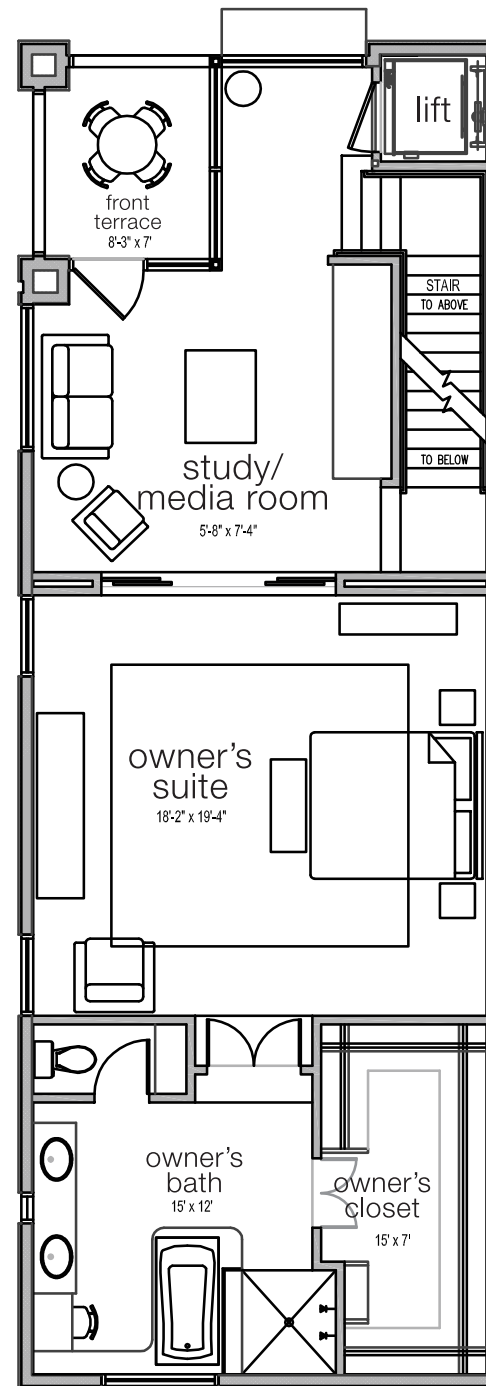 lift
front
terrace
8'-3" x 7'
STAIR
TO ABOVE
TO BELOW
study/
media room
5'-8" x 7'-4"
owner's
suite
18'-2" x 19'-4"
owner's
bath
15' x 12'
owner's
closet
15' x 7'